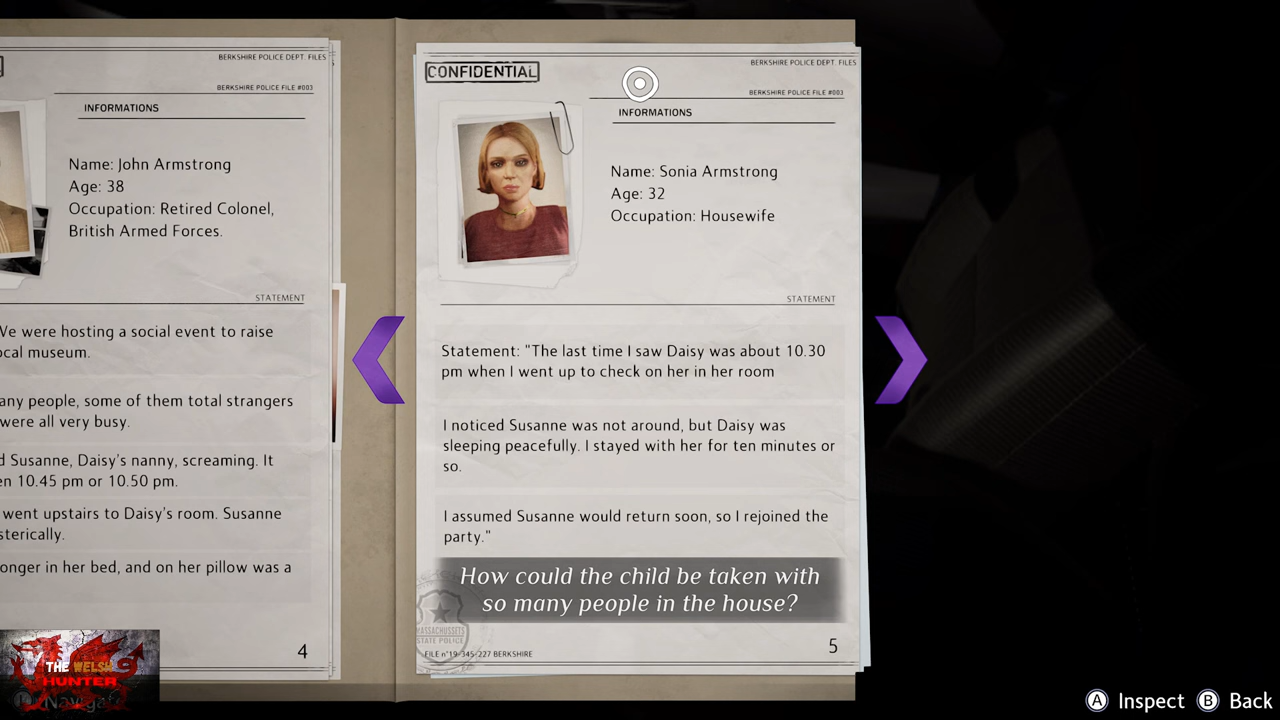 BERKSHIRE POLICE DEPT. FILES
BERKSHIRE POLICE FILE #003
INFORMATIONS
Name: John Armstrong
Age: 38
Occupation: Retired Colonel,
British Armed Forces.
STATEMENT
We were hosting a social event to raise
ocal museum.
any people, some of them total strangers
were all very busy.
d Susanne, Daisy's nanny, screaming. It
en 10.45 pm or 10.50 pm.
went upstairs to Daisy's room. Susanne
sterically.
onger in her bed, and on her pillow was a
4
CONFIDENTIAL
BERKSHIRE POLICE DEPT. FILES
BERKSHIRE POLICE FILE #003
INFORMATIONS
Name: Sonia Armstrong
Age: 32
Occupation: Housewife
STATEMENT
Statement: "The last time I saw Daisy was about 10.30
pm when I went up to check on her in her room
I noticed Susanne was not around, but Daisy was
sleeping peacefully. I stayed with her for ten minutes or
so.
I assumed Susanne would return soon, so I rejoined the
party."
How could the child be taken with
so many people in the house?
MASSACHUSSETS
STATE POLICE
FILE n°19-345-227 BERKSHIRE
5
THE WELSH
HUNTER
Navigate
A Inspect B Back